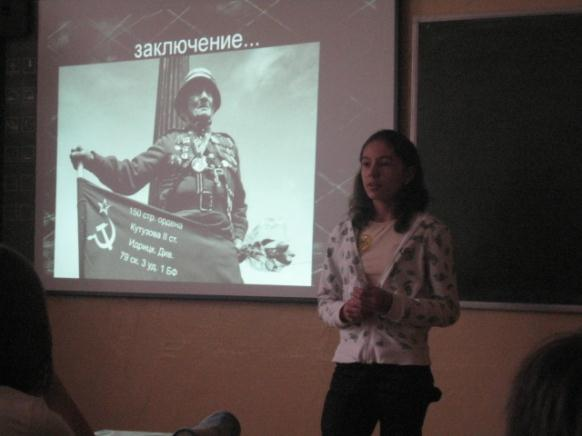 заключение...
150 стр. ордена
Кутузова II ст.
Идрицк. Див.
79 ск. 3 уд. 1 БФ